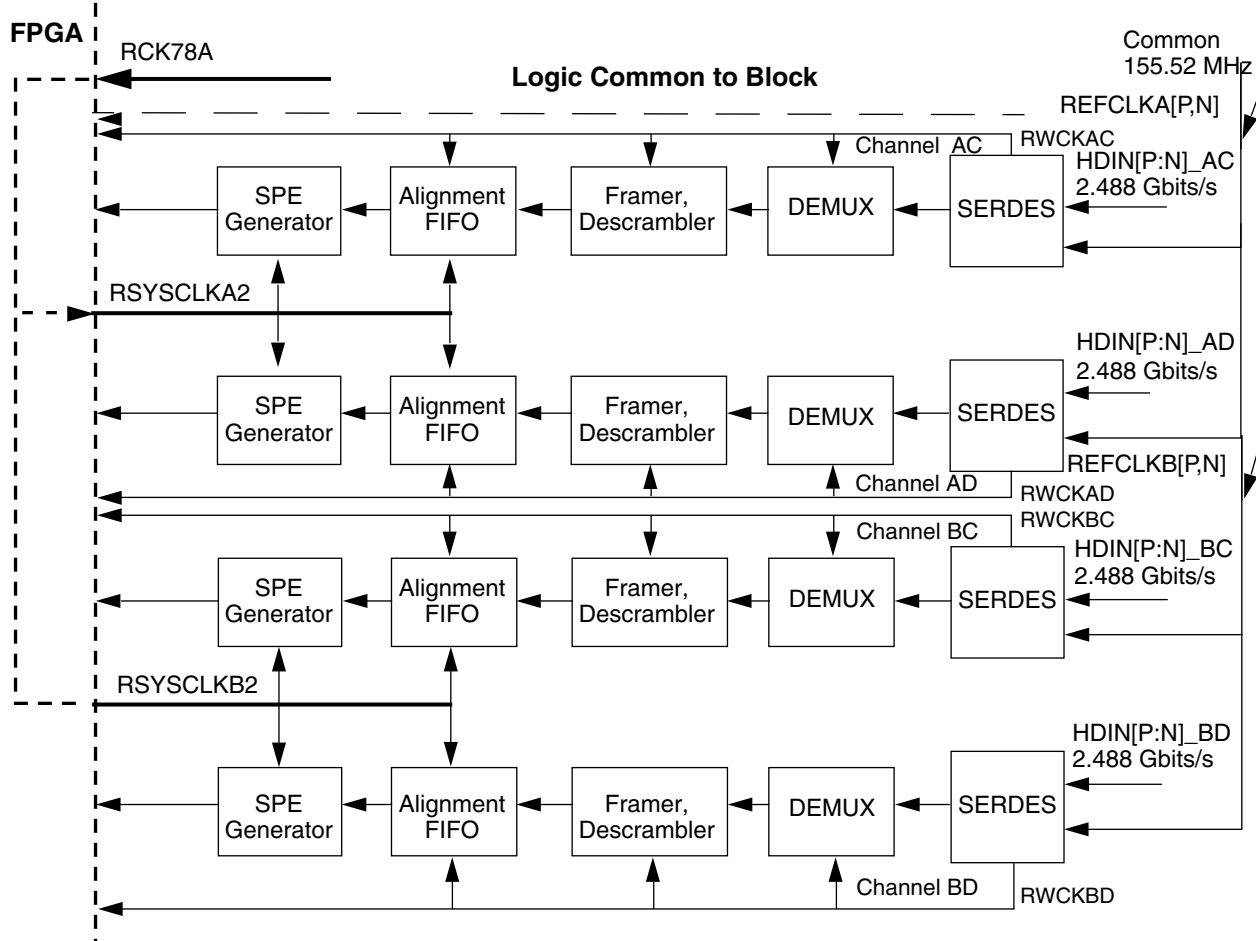 FPGA
RCK78A
Logic Common to Block
Common
155.52 MHz
REFCLKA[P,N]
Channel AC
RWCKAC
HDIN[P:N]_AC
2.488 Gbits/s
SPE
Generator
Alignment
FIFO
Framer,
Descrambler
DEMUX
SERDES
RSYSCLKA2
HDIN[P:N]_AD
2.488 Gbits/s
SPE
Generator
Alignment
FIFO
Framer,
Descrambler
DEMUX
SERDES
REFCLKB[P,N]
Channel AD
RWCKAD
RWCKBC
Channel BC
HDIN[P:N]_BC
2.488 Gbits/s
SPE
Generator
Alignment
FIFO
Framer,
Descrambler
DEMUX
SERDES
RSYSCLKB2
HDIN[P:N]_BD
2.488 Gbits/s
SPE
Generator
Alignment
FIFO
Framer,
Descrambler
DEMUX
SERDES
Channel BD
RWCKBD